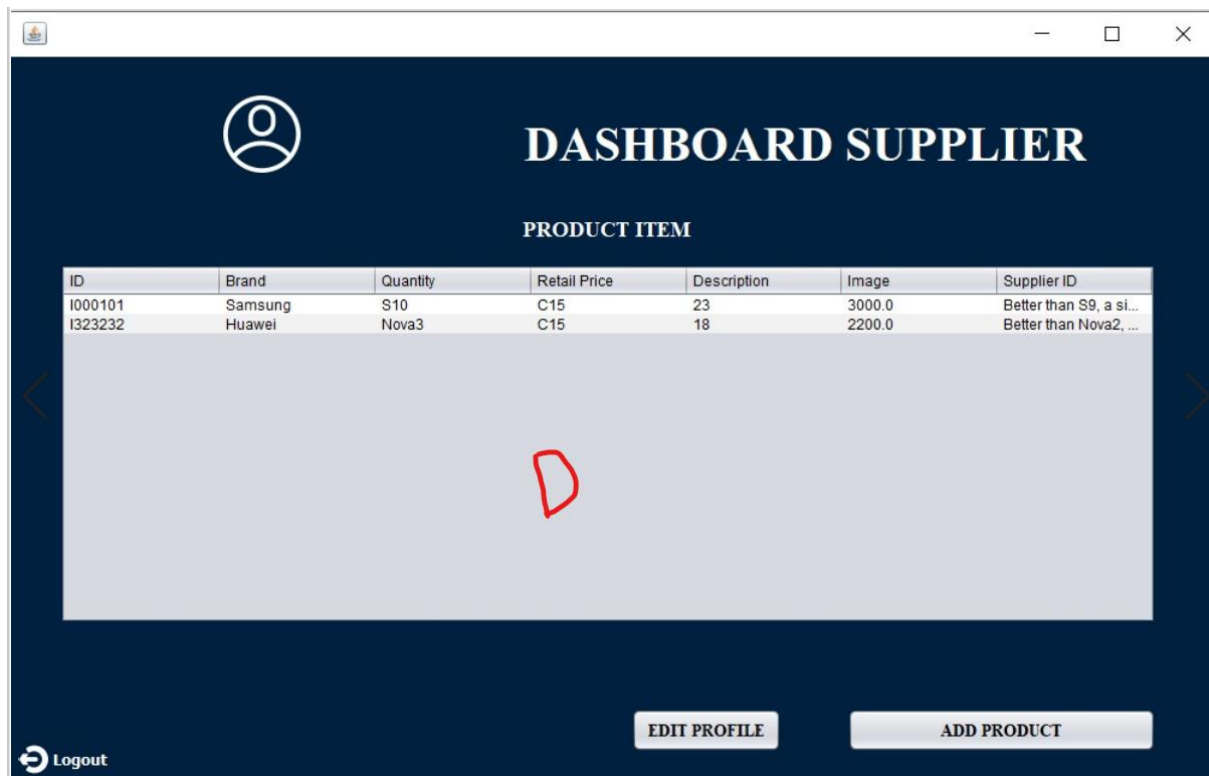 DASHBOARD SUPPLIER
PRODUCT ITEM
ID Brand Quantity Retail Price Description Image Supplier ID
I000101 Samsung S10 C15 23 3000.0 Better than S9, a si...
I323232 Huawei Nova3 C15 18 2200.0 Better than Nova2, ...
D
EDIT PROFILE ADD PRODUCT
Logout